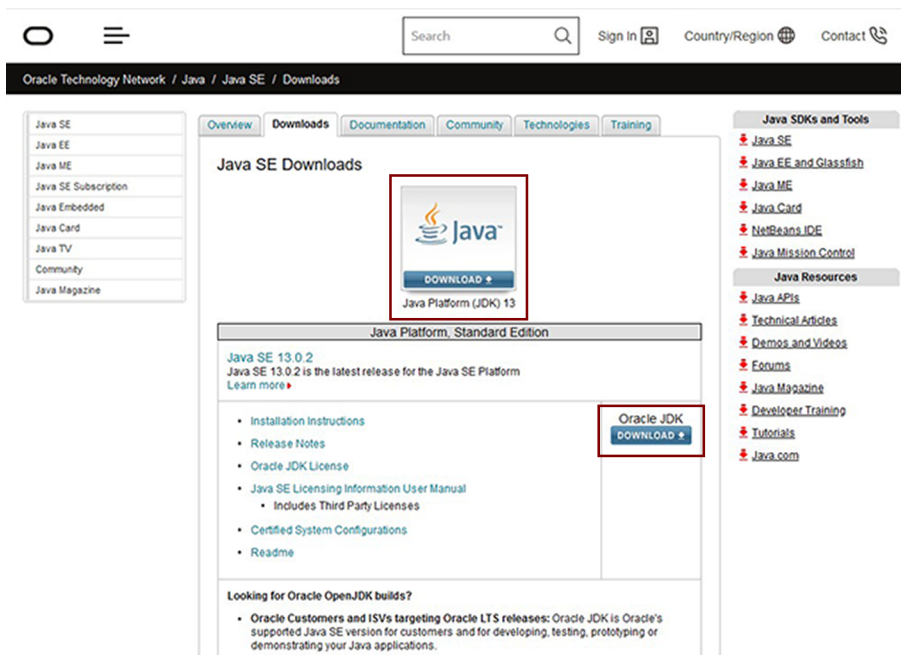 Search
Sign In
Country/Region
Contact
Oracle Technology Network / Java / Java SE / Downloads
Java SE
Java EE
Java ME
Java SE Subscription
Java Embedded
Java Card
Java TV
Community
Java Magazine
Overview
Downloads
Documentation
Community
Technologies
Training
Java SE Downloads
Java™
DOWNLOAD
Java Platform (JDK) 13
Java Platform, Standard Edition
Java SE 13.0.2
Java SE 13.0.2 is the latest release for the Java SE Platform
Learn more
• Installation Instructions
• Release Notes
• Oracle JDK License
• Java SE Licensing Information User Manual
• Includes Third Party Licenses
• Certified System Configurations
• Readme
Oracle JDK
DOWNLOAD
Looking for Oracle OpenJDK builds?
• Oracle Customers and ISVs targeting Oracle LTS releases: Oracle JDK is Oracle's
supported Java SE version for customers and for developing, testing, prototyping or
demonstrating your Java applications.
Java SDKs and Tools
Java SE
Java EE and Glassfish
Java ME
Java Card
NetBeans IDE
Java Mission Control
Java Resources
Java APIs
Technical Articles
Demos and Videos
Forums
Java Magazine
Developer Training
Tutorials
Java.com